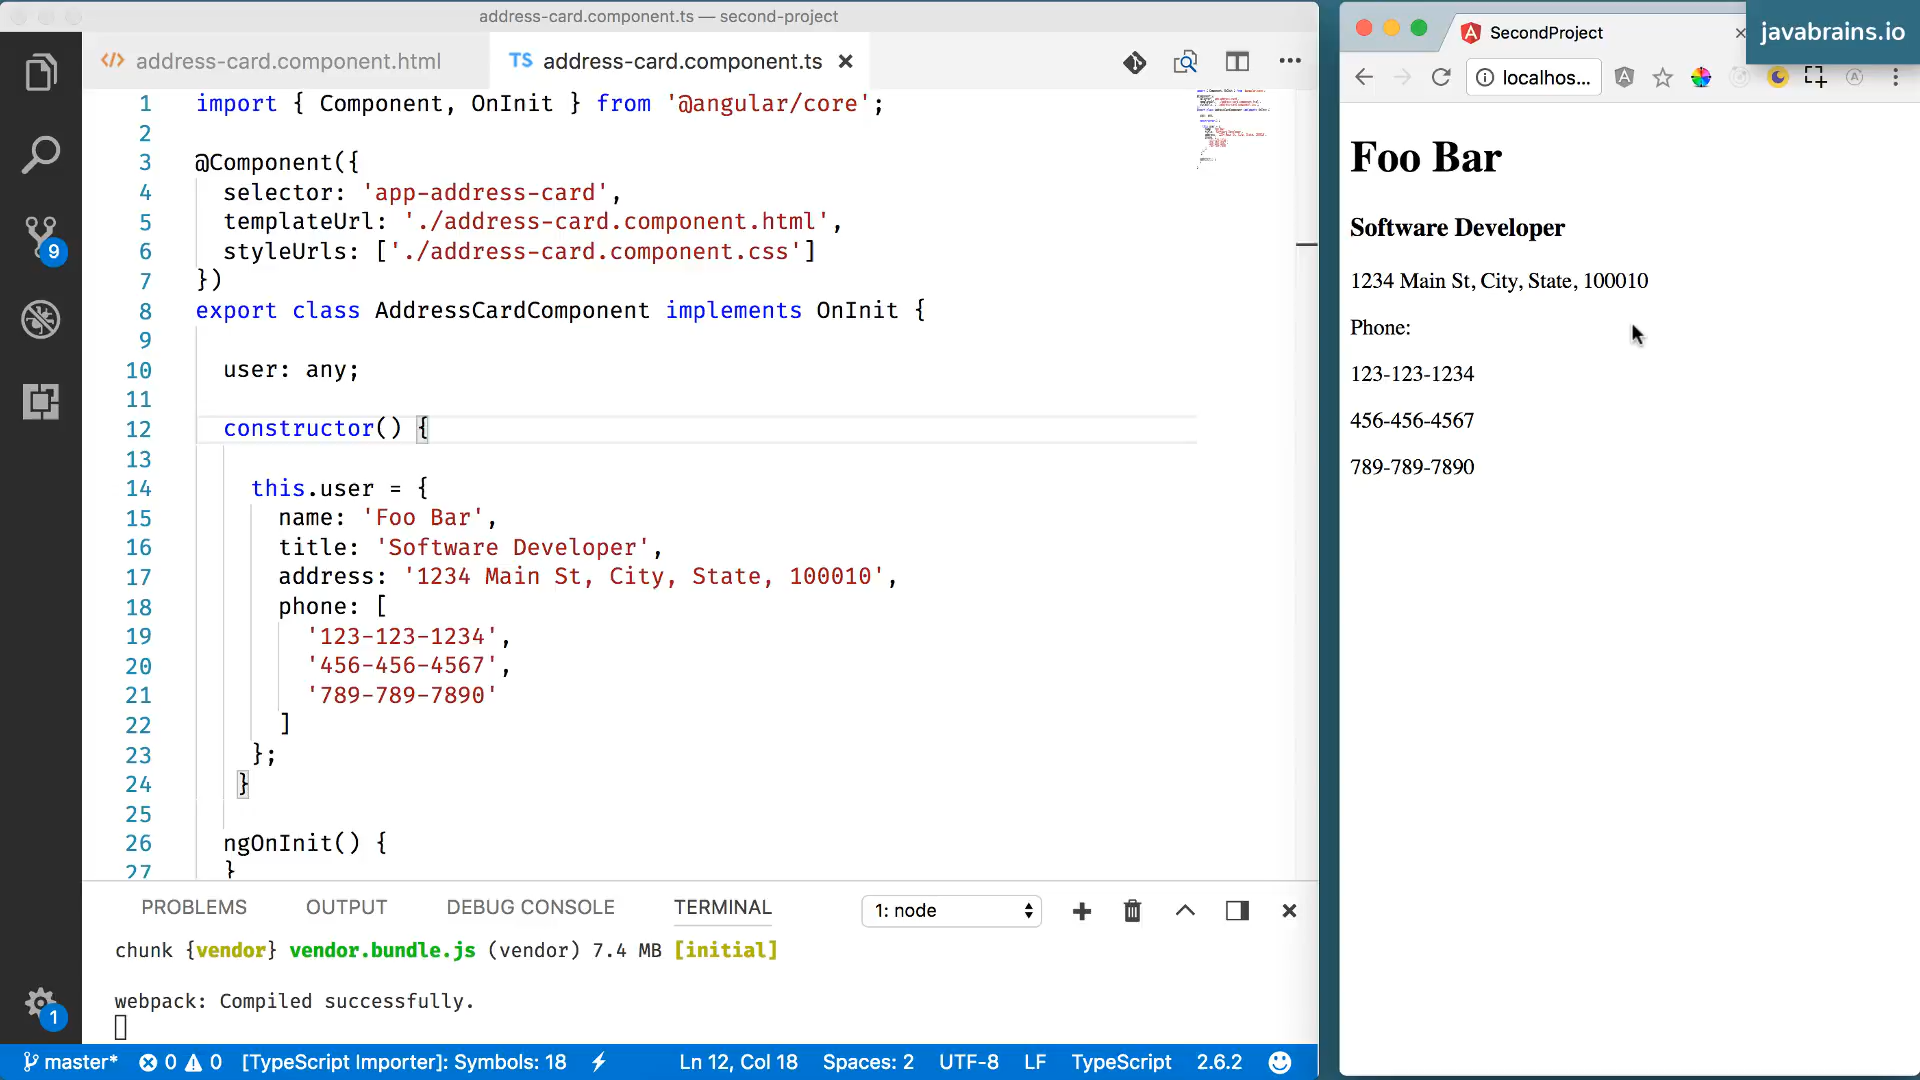 address-card.component.ts — second-project
address-card.component.html
TS address-card.component.ts
1 import { Component, OnInit } from '@angular/core';
2
3 @Component({
4 selector: 'app-address-card',
5 templateUrl: './address-card.component.html',
6 styleUrls: ['./address-card.component.css']
7 })
8 export class AddressCardComponent implements OnInit {
9
10 user: any;
11
12 constructor() {
13
14 this.user = {
15 name: 'Foo Bar',
16 title: 'Software Developer',
17 address: '1234 Main St, City, State, 100010',
18 phone: [
19 '123-123-1234',
20 '456-456-4567',
21 '789-789-7890'
22 ]
23 };
24 }
25
26 ngOnInit() {
27 }
9
1
PROBLEMS OUTPUT DEBUG CONSOLE TERMINAL 1: node
chunk {vendor} vendor.bundle.js (vendor) 7.4 MB [initial]
webpack: Compiled successfully.
master* 0 0 [TypeScript Importer]: Symbols: 18 Ln 12, Col 18 Spaces: 2 UTF-8 LF TypeScript 2.6.2
SecondProject
javabrains.io
localhos...
Foo Bar
Software Developer
1234 Main St, City, State, 100010
Phone:
123-123-1234
456-456-4567
789-789-7890